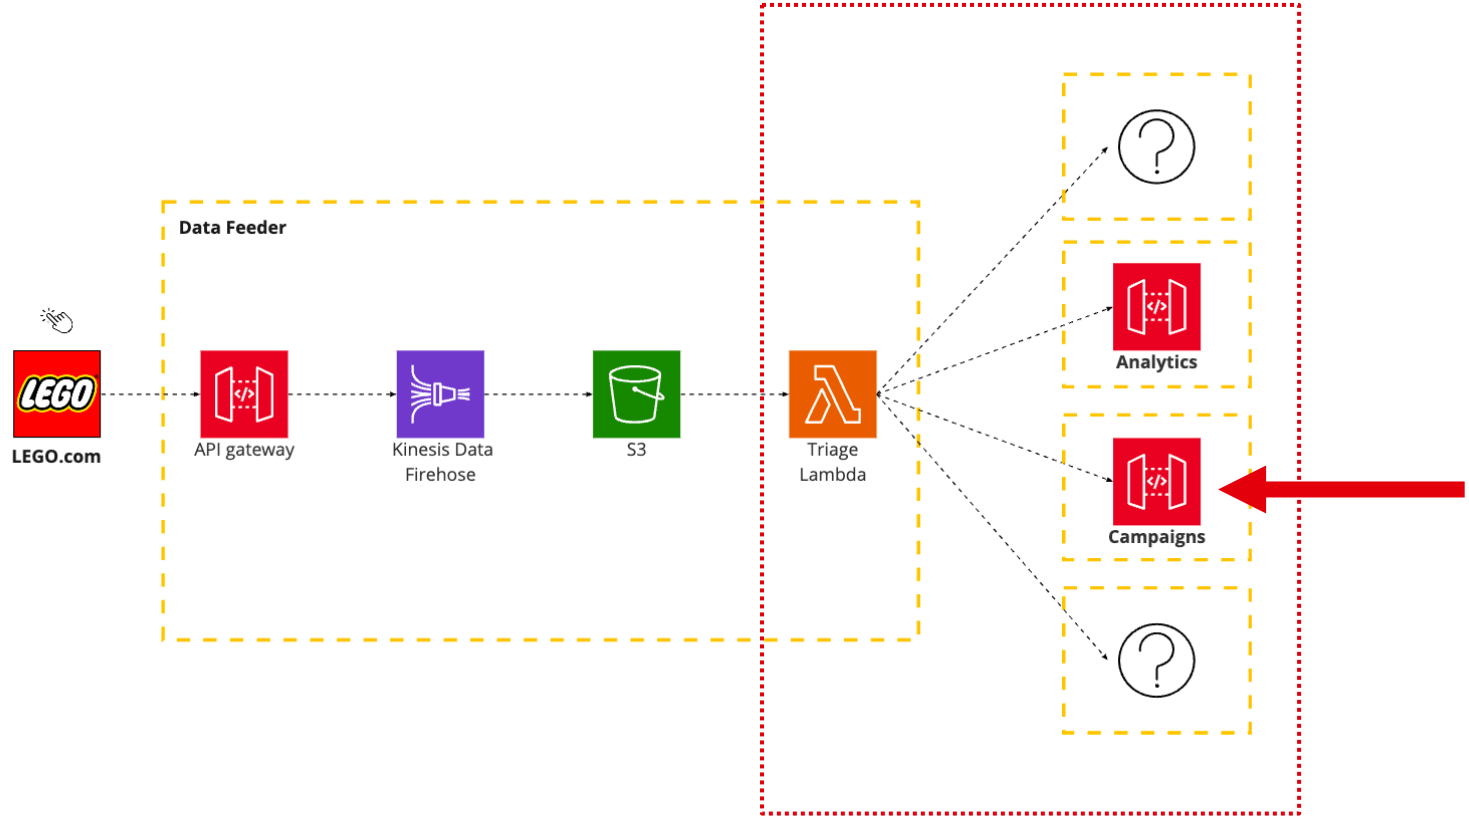 Data Feeder
LEGO
LEGO.com
API gateway
</>
Kinesis Data
Firehose
S3
Triage
Lambda
?
</>
Analytics
</>
Campaigns
?